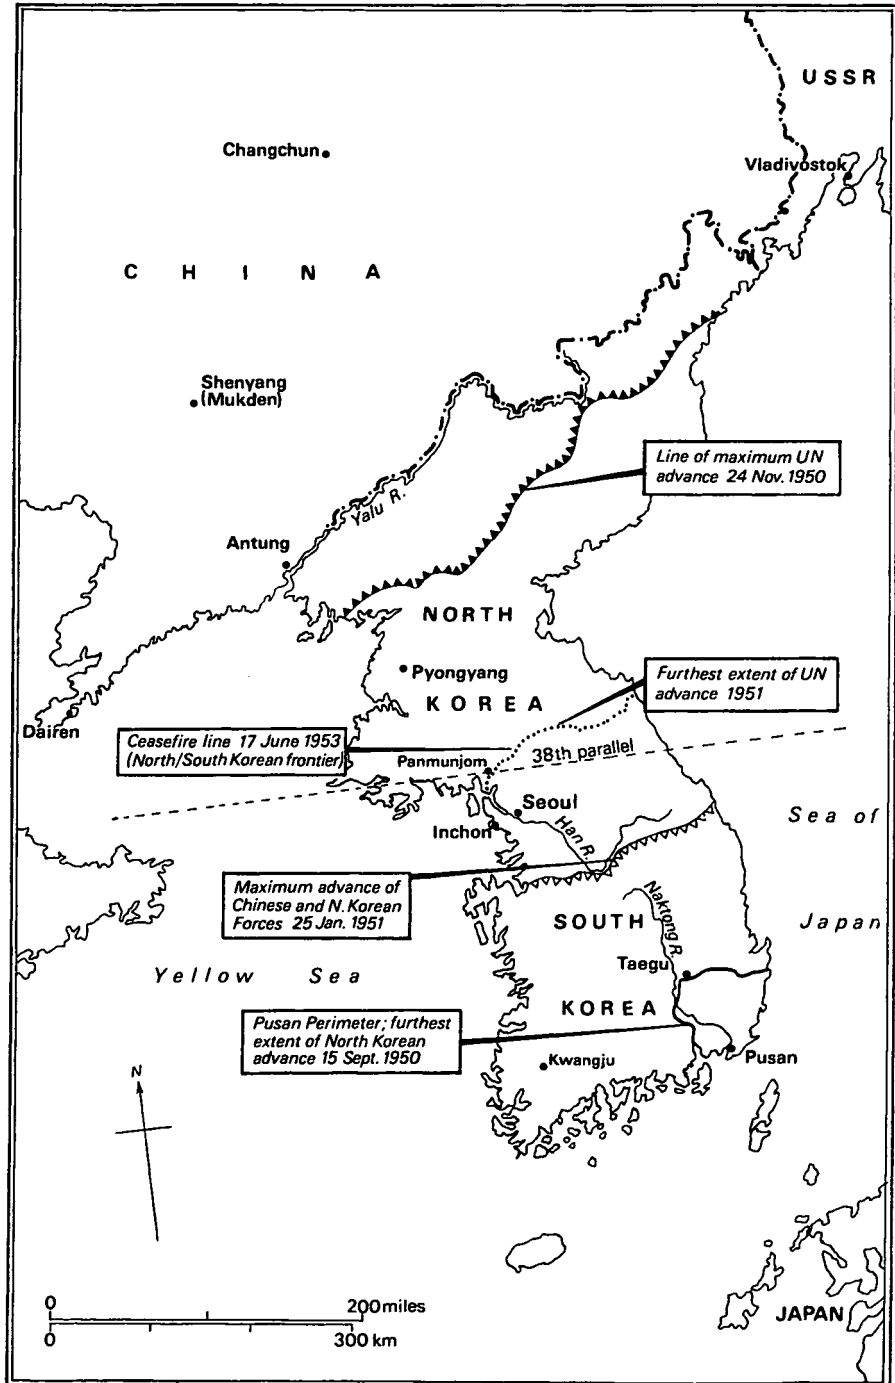 USSR
Changchun
Vladivostok
CHINA
Shenyang
(Mukden)
Line of maximum UN
advance 24 Nov. 1950
Yalu R.
Antung
NORTH
Pyongyang
KOREA
Furthest extent of UN
advance 1951
Dairen
Ceasefire line 17 June 1953
(North/South Korean frontier)
Panmunjom
38th parallel
Seoul
Inchon
Han R.
Sea of
Japan
Maximum advance of
Chinese and N. Korean
Forces 25 Jan. 1951
Naktong R.
SOUTH
Taegu
Yellow Sea
KOREA
Pusan Perimeter; furthest
extent of North Korean
advance 15 Sept. 1950
Pusan
Kwangju
N
0 200 miles
0 300 km
JAPAN